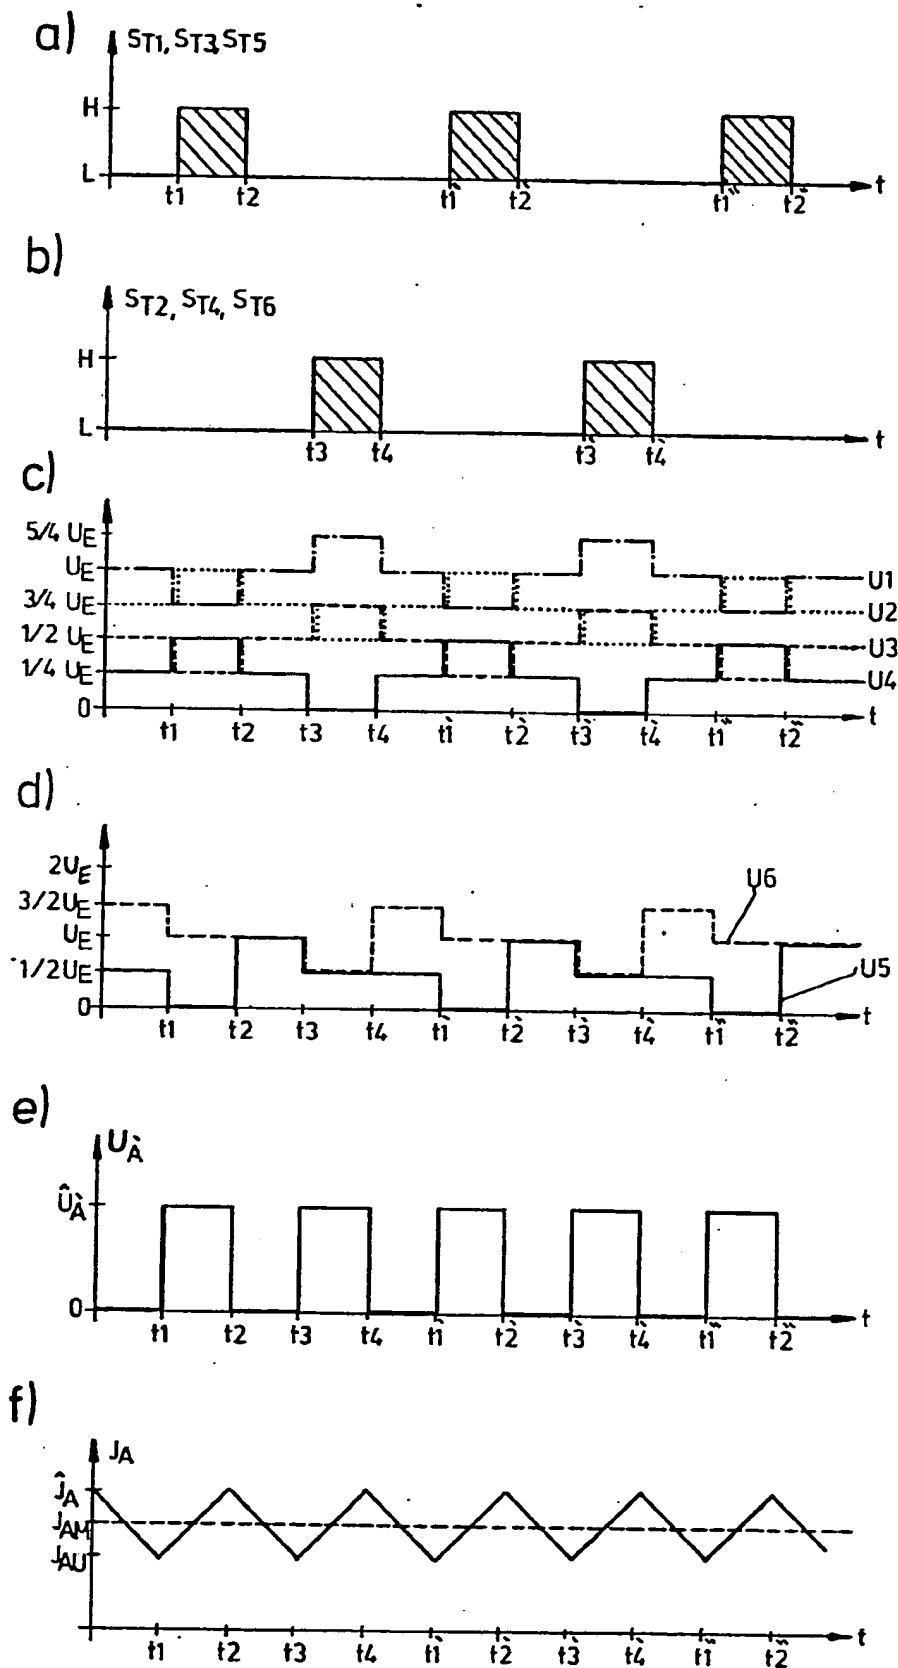 a)
ST1, ST3, ST5
H
L
t1 t2 t1` t2` t1`` t2`` t
b)
ST2, ST4, ST6
H
L
t3 t4 t3` t4` t
c)
5/4 UE
UE
3/4 UE
1/2 UE
1/4 UE
0
U1
U2
U3
U4
t1 t2 t3 t4 t1` t2` t3` t4` t1`` t2`` t
d)
2UE
3/2UE
UE
1/2UE
0
U6
U5
t1 t2 t3 t4 t1` t2` t3` t4` t1`` t2`` t
e)
UA`
ÛA`
0
t1 t2 t3 t4 t1` t2` t3` t4` t1`` t2`` t
f)
JA
ĴA
JAM
JAU
t1 t2 t3 t4 t1` t2` t3` t4` t1`` t2`` t